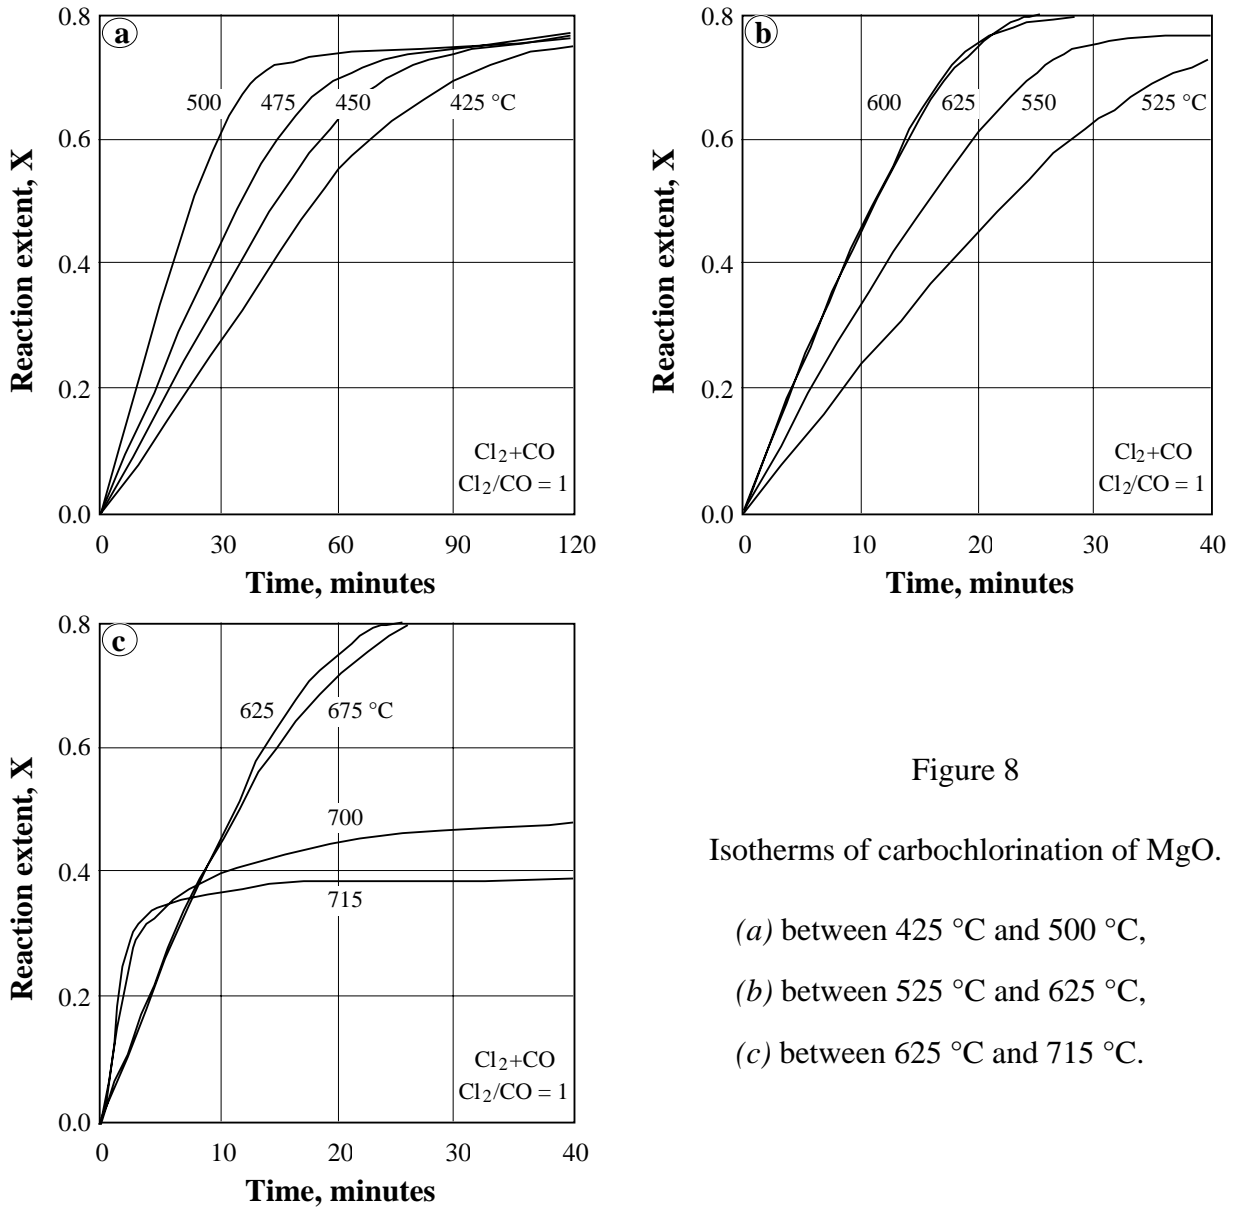 a
0.8
0.6
0.4
0.2
0.0
Reaction extent, X
500
475
450
425 °C
Cl2+CO
Cl2/CO = 1
0 30 60 90 120
Time, minutes
b
0.8
0.6
0.4
0.2
0.0
Reaction extent, X
600
625
550
525 °C
Cl2+CO
Cl2/CO = 1
0 10 20 30 40
Time, minutes
c
0.8
0.6
0.4
0.2
0.0
Reaction extent, X
625
675 °C
700
715
Cl2+CO
Cl2/CO = 1
0 10 20 30 40
Time, minutes
Figure 8
Isotherms of carbochlorination of MgO.
(a) between 425 °C and 500 °C,
(b) between 525 °C and 625 °C,
(c) between 625 °C and 715 °C.